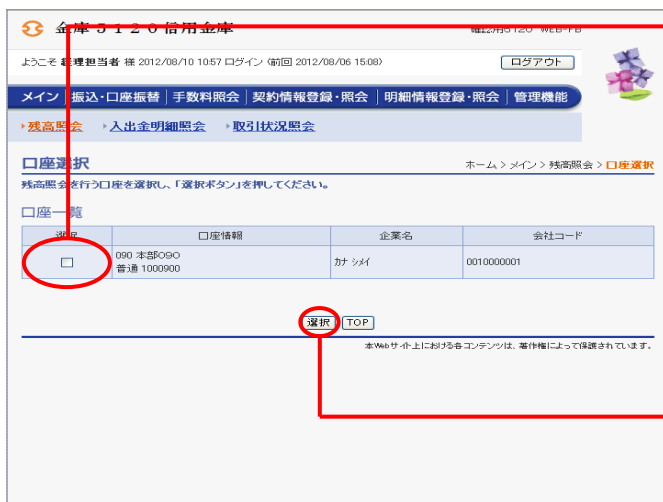 金庫5120信用金庫
確認用5120 WEB-FB
ようこそ 経理担当者 様 2012/08/10 10:57 ログイン (前回 2012/08/06 15:08)
ログアウト
メイン 振込・口座振替 手数料照会 契約情報登録・照会 明細情報登録・照会 管理機能
残高照会 入出金明細照会 取引状況照会
口座選択
ホーム > メイン > 残高照会 > 口座選択
残高照会を行う口座を選択し、「選択ボタン」を押してください。
口座一覧
選択 口座情報 企業名 会社コード
090 本部090
普通 1000900
カナ シメイ
0010000001
選択 TOP
本Webサイト上における各コンテンツは、著作権によって保護されています。